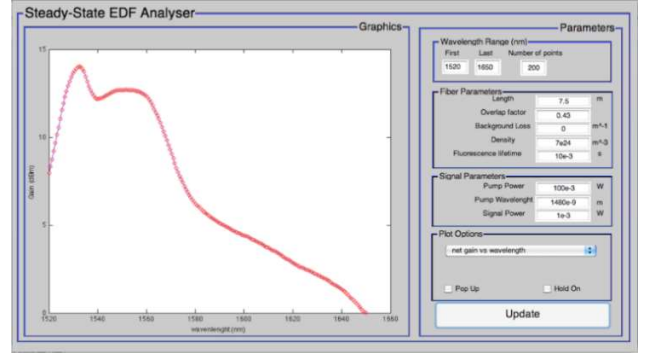 Steady-State EDF Analyser
Graphics
15
10
5
0
Gain (dBm)
1520 1540 1560 1580 1600 1620 1640 1660
wavenlenght(nm)
Parameters
Wavelength Range (nm)
First Last Number of points
1520 1650 200
Fiber Parameters
Length 7.5 m
Overlap factor 0.43
Background Loss 0 m^-1
Density 7e24 m^-3
Fluorescence lifetime 10e-3 s
Signal Parameters
Pump Power 100e-3 W
Pump Wavelenght 1480e-9 m
Signal Power 1e-3 W
Plot Options
net gain vs wavelength
Pop Up Hold On
Update